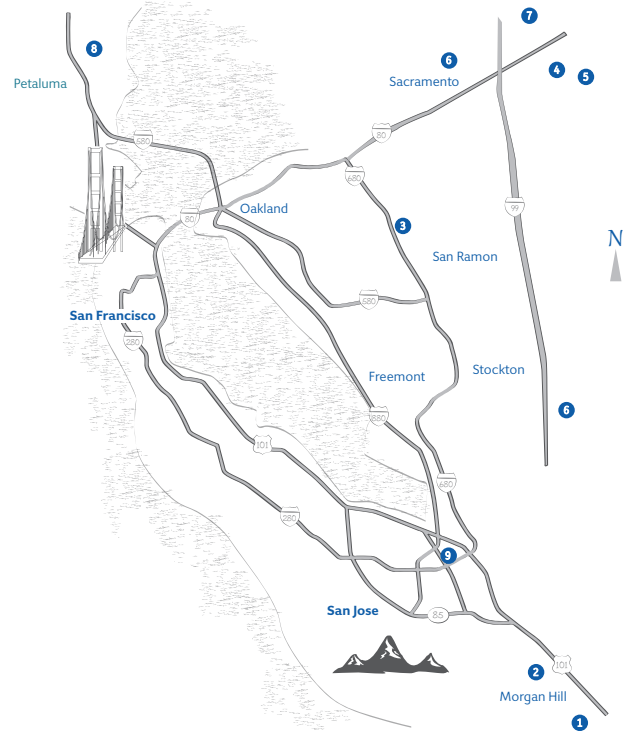 7
8
6
Sacramento
4
5
Petaluma
80
680
680
99
80
Oakland
3
N
San Ramon
680
San Francisco
280
Stockton
Freemont
6
880
101
680
280
9
San Jose
85
101
2
Morgan Hill
1